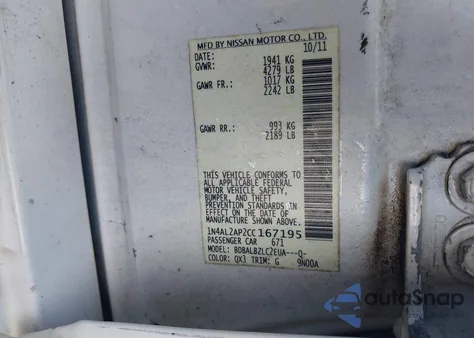 MFD BY NISSAN MOTOR CO., LTD.
DATE: 10/11
GVWR: 1941 KG
4279 LB
GAWR FR.: 1017 KG
2242 LB
GAWR RR.: 993 KG
2189 LB
THIS VEHICLE CONFORMS TO
ALL APPLICABLE FEDERAL
MOTOR VEHICLE SAFETY,
BUMPER, AND THEFT
PREVENTION STANDARDS IN
EFFECT ON THE DATE OF
MANUFACTURE SHOWN ABOVE.
1N4AL2AP2CC167195
PASSENGER CAR 671
BDBALB2LC2EUA---Q-
COLOR: QX3 TRIM: G 9N00A
autoSnap